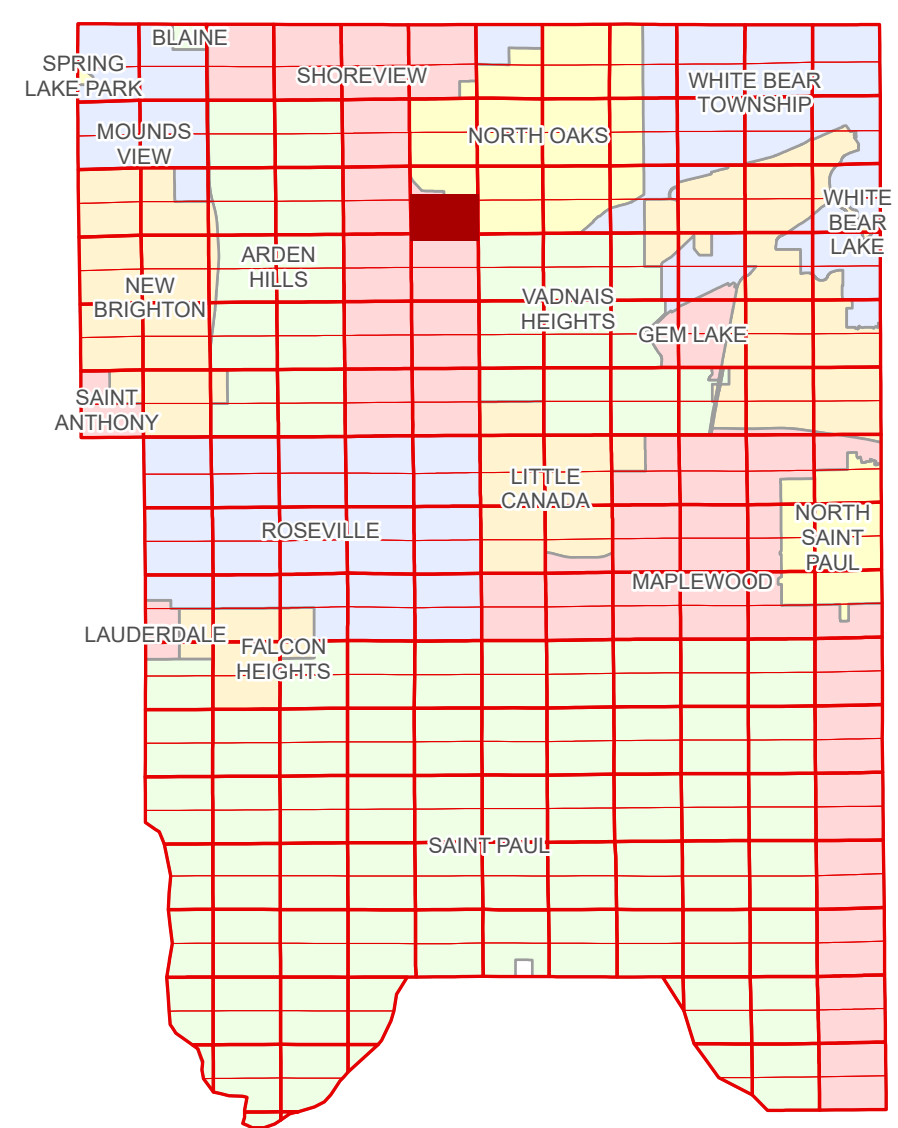 BLAINE
SPRING
LAKE PARK
SHOREVIEW
WHITE BEAR
TOWNSHIP
MOUNDS
VIEW
NORTH OAKS
WHITE
BEAR
LAKE
ARDEN
HILLS
NEW
BRIGHTON
VADNAIS
HEIGHTS
GEM LAKE
SAINT
ANTHONY
LITTLE
CANADA
NORTH
SAINT
PAUL
ROSEVILLE
MAPLEWOOD
LAUDERDALE
FALCON
HEIGHTS
SAINT PAUL